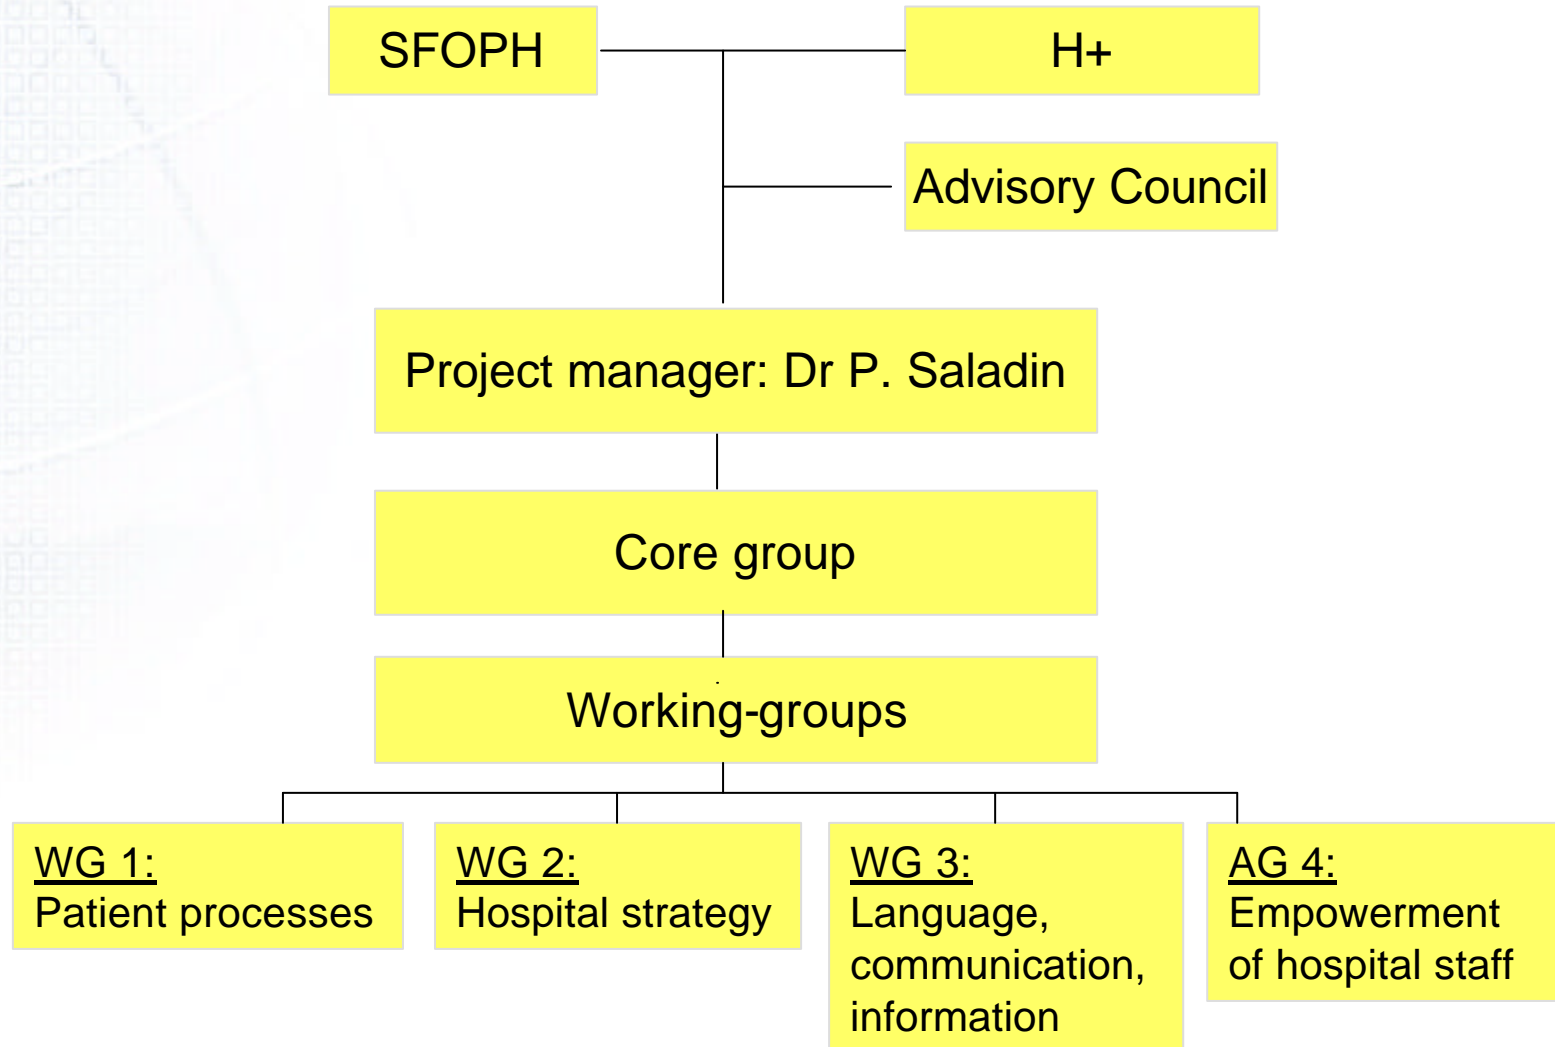 SFOPH
H+
Advisory Council
Project manager: Dr P. Saladin
Core group
Working-groups
WG 1:
Patient processes
WG 2:
Hospital strategy
WG 3:
Language,
communication,
information
AG 4:
Empowerment
of hospital staff